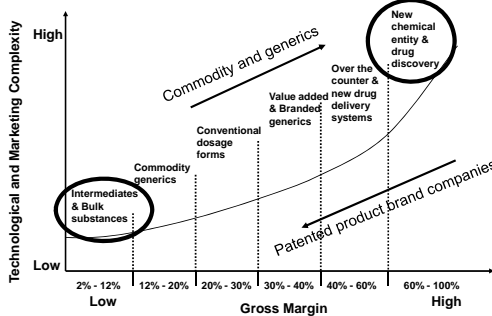 Technological and Marketing Complexity
High
Low
New
chemical
entity &
drug
discovery
Commodity and generics
Over the
counter &
new drug
delivery
systems
Value added
& Branded
generics
Conventional
dosage
forms
Commodity
generics
Intermediates
& Bulk
substances
Patented product brand companies
2% - 12%
12% - 20%
20% - 30%
30% - 40%
40% - 60%
60% - 100%
Low
Gross Margin
High